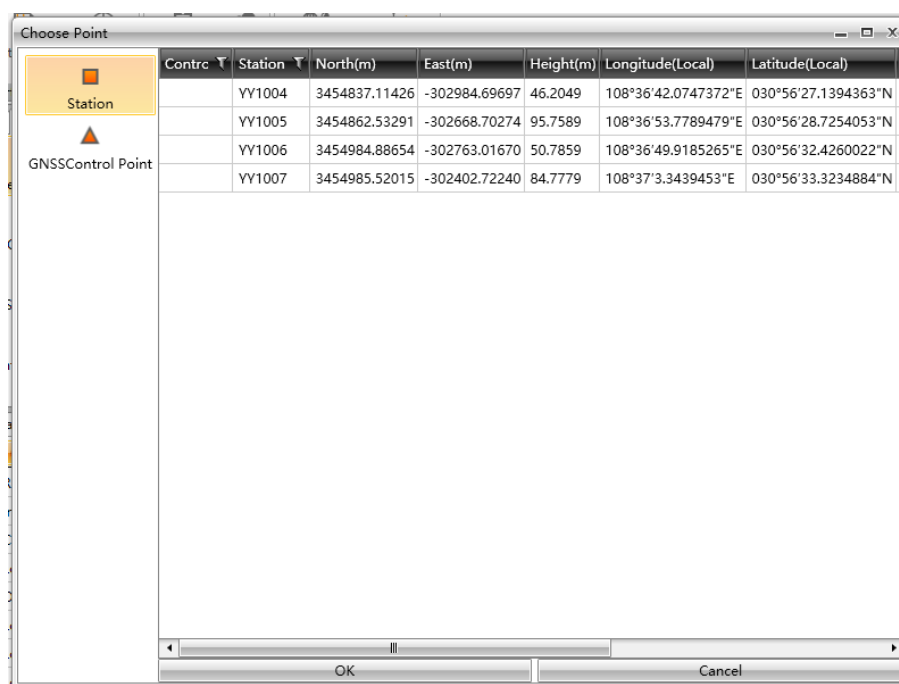 Choose Point
Station
GNSSControl Point
Contrc Station North(m) East(m) Height(m) Longitude(Local) Latitude(Local)
YY1004 3454837.11426 -302984.69697 46.2049 108°36'42.0747372"E 030°56'27.1394363"N
YY1005 3454862.53291 -302668.70274 95.7589 108°36'53.7789479"E 030°56'28.7254053"N
YY1006 3454984.88654 -302763.01670 50.7859 108°36'49.9185265"E 030°56'32.4260022"N
YY1007 3454985.52015 -302402.72240 84.7779 108°37'3.3439453"E 030°56'33.3234884"N
OK Cancel